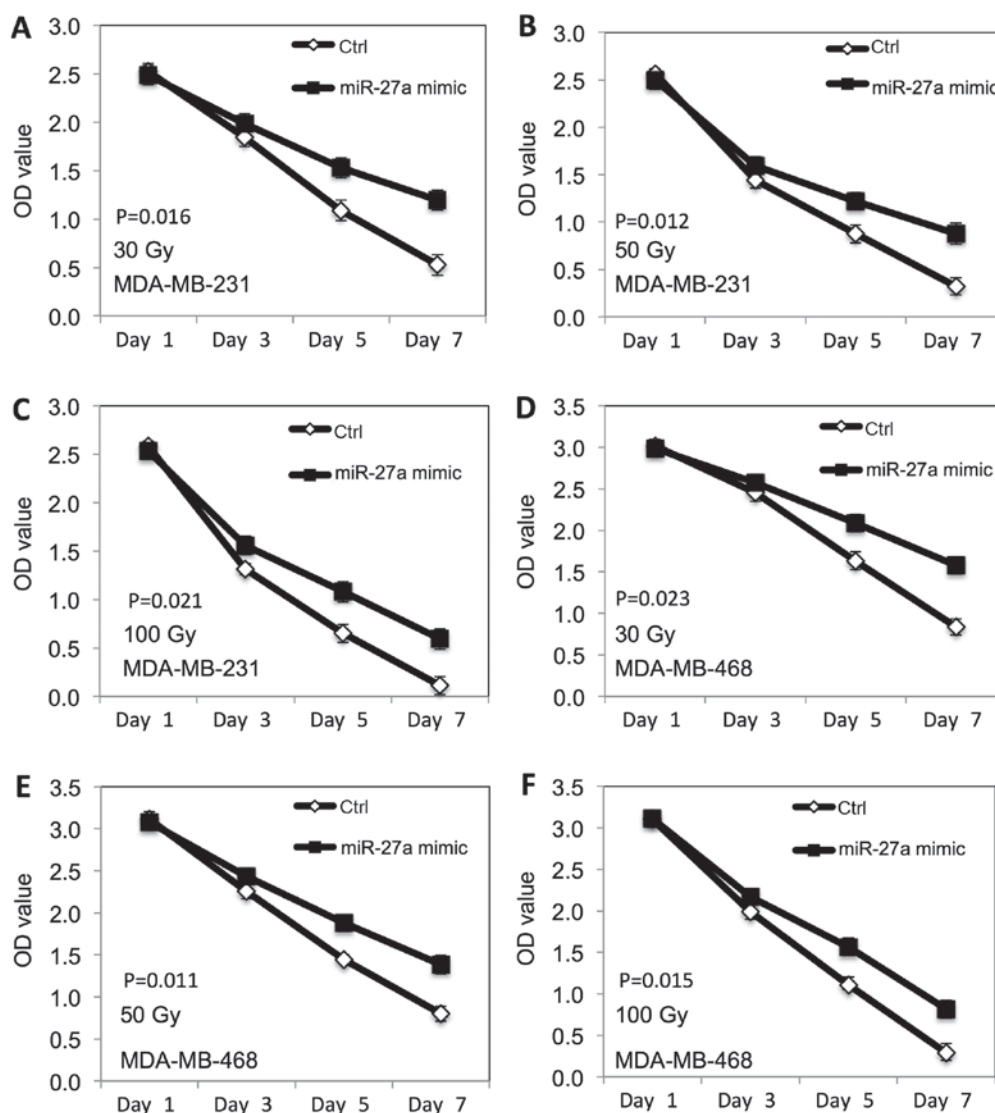 A
3.0
2.5
2.0
1.5
1.0
0.5
0.0
OD value
Ctrl
miR-27a mimic
P=0.016
30 Gy
MDA-MB-231
Day 1 Day 3 Day 5 Day 7
B
3.0
2.5
2.0
1.5
1.0
0.5
0.0
OD value
Ctrl
miR-27a mimic
P=0.012
50 Gy
MDA-MB-231
Day 1 Day 3 Day 5 Day 7
C
3.0
2.5
2.0
1.5
1.0
0.5
0.0
OD value
Ctrl
miR-27a mimic
P=0.021
100 Gy
MDA-MB-231
Day 1 Day 3 Day 5 Day 7
D
3.5
3.0
2.5
2.0
1.5
1.0
0.5
0.0
OD value
Ctrl
miR-27a mimic
P=0.023
30 Gy
MDA-MB-468
Day 1 Day 3 Day 5 Day 7
E
3.5
3.0
2.5
2.0
1.5
1.0
0.5
0.0
OD value
Ctrl
miR-27a mimic
P=0.011
50 Gy
MDA-MB-468
Day 1 Day 3 Day 5 Day 7
F
3.5
3.0
2.5
2.0
1.5
1.0
0.5
0.0
OD value
Ctrl
miR-27a mimic
P=0.015
100 Gy
MDA-MB-468
Day 1 Day 3 Day 5 Day 7